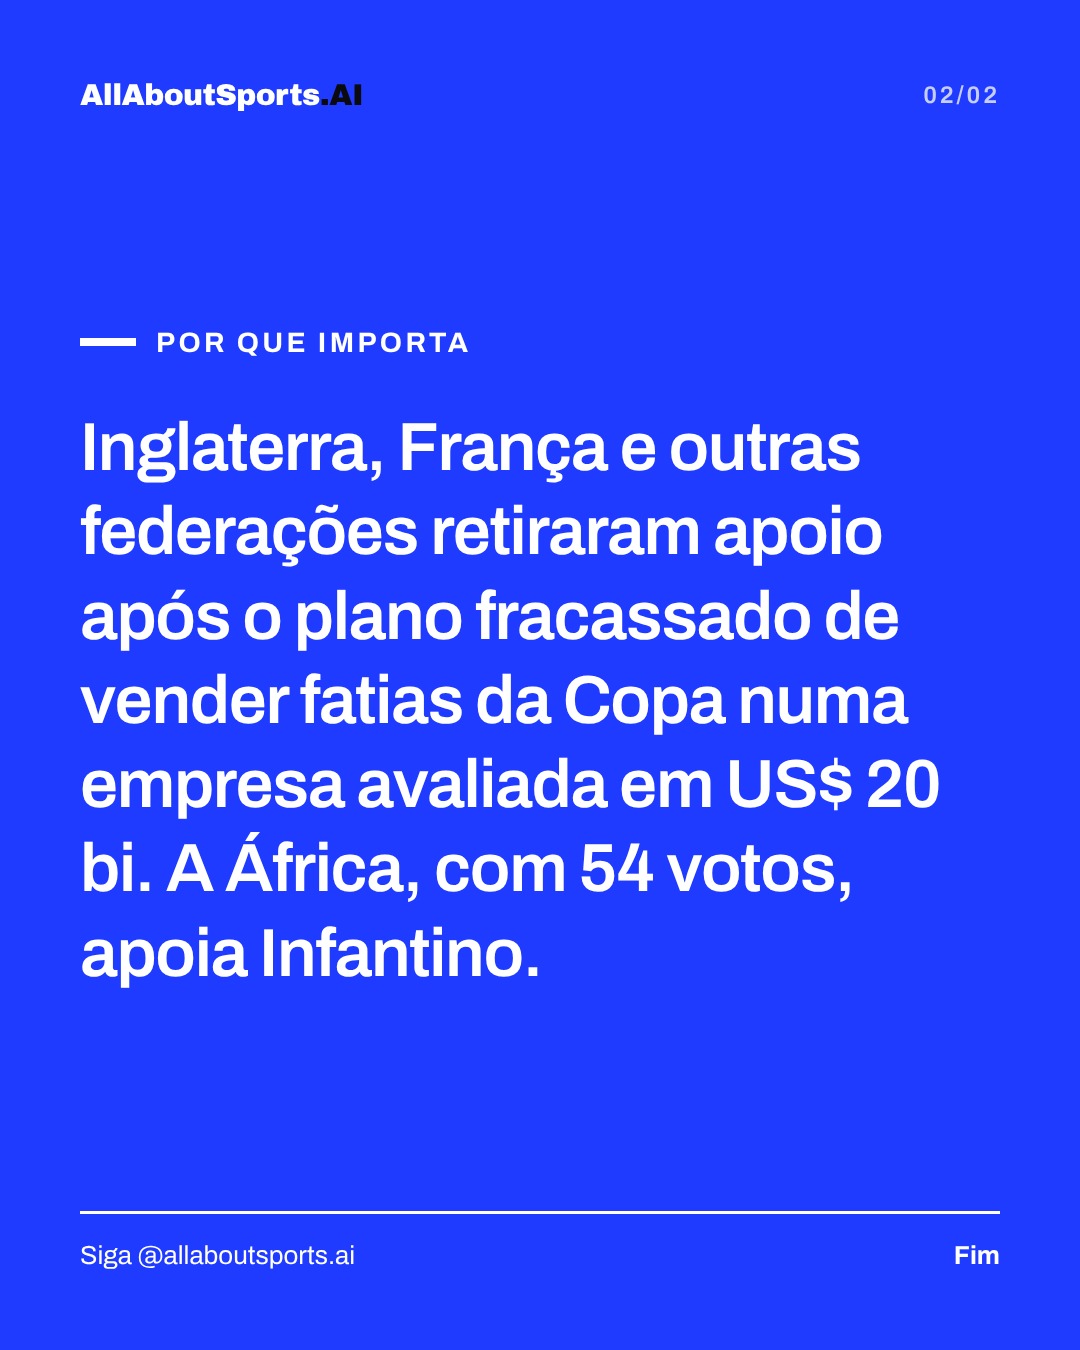 AllAboutSports.AI
02/02
POR QUE IMPORTA
Inglaterra, França e outras
federações retiraram apoio
após o plano fracassado de
vender fatias da Copa numa
empresa avaliada em US$ 20
bi. A África, com 54 votos,
apoia Infantino.
Siga @allaboutsports.ai
Fim